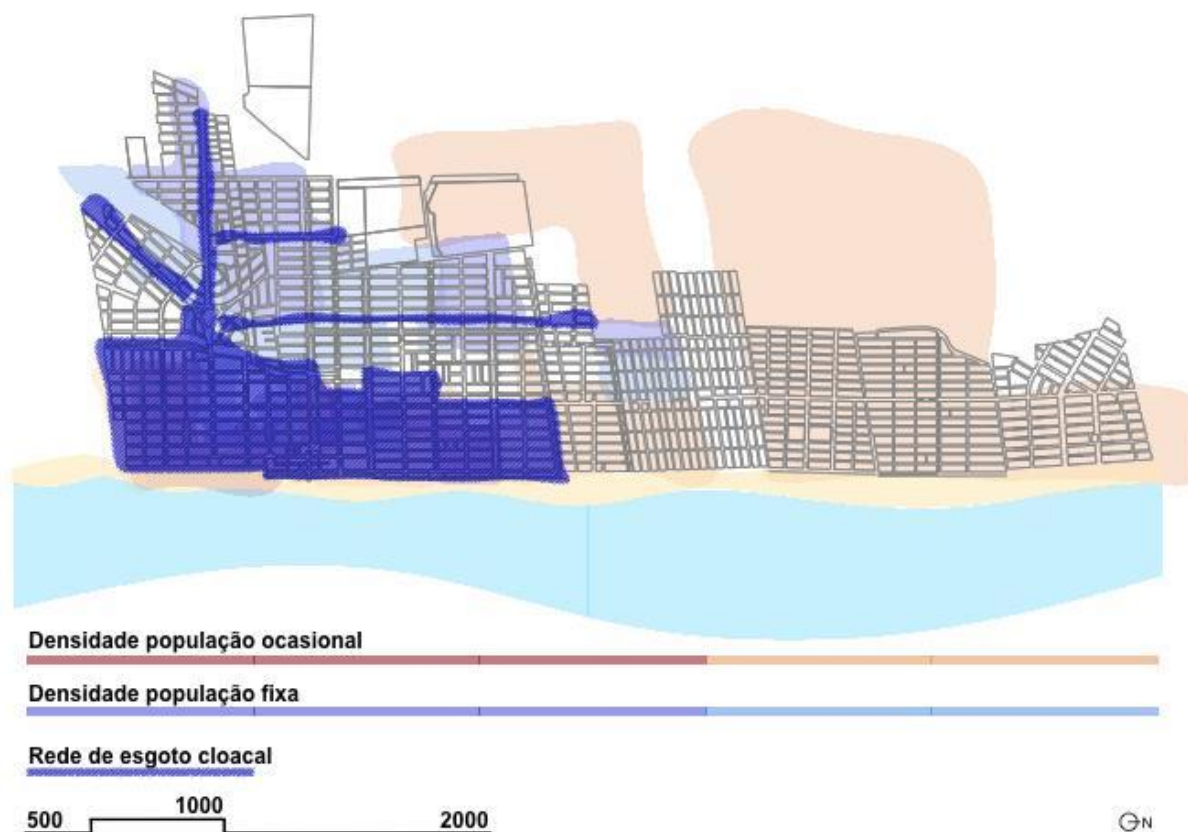 Densidade população ocasional
Densidade população fixa
Rede de esgoto cloacal
500 1000 2000
N